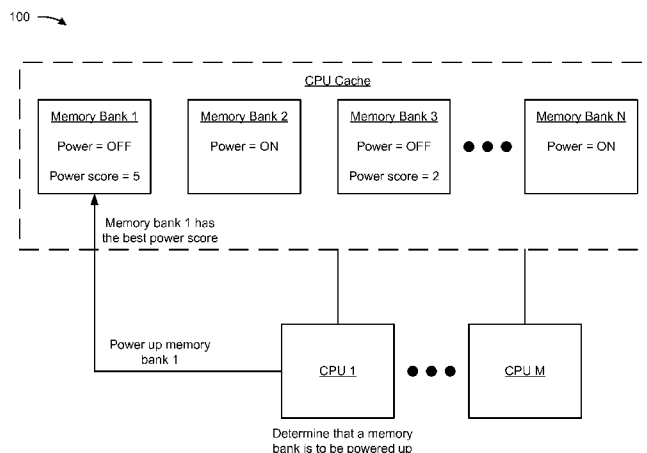 100
CPU Cache
Memory Bank 1
Power = OFF
Power score = 5
Memory Bank 2
Power = ON
Memory Bank 3
Power = OFF
Power score = 2
Memory Bank N
Power = ON
Memory bank 1 has
the best power score
Power up memory
bank 1
CPU 1
CPU M
Determine that a memory
bank is to be powered up